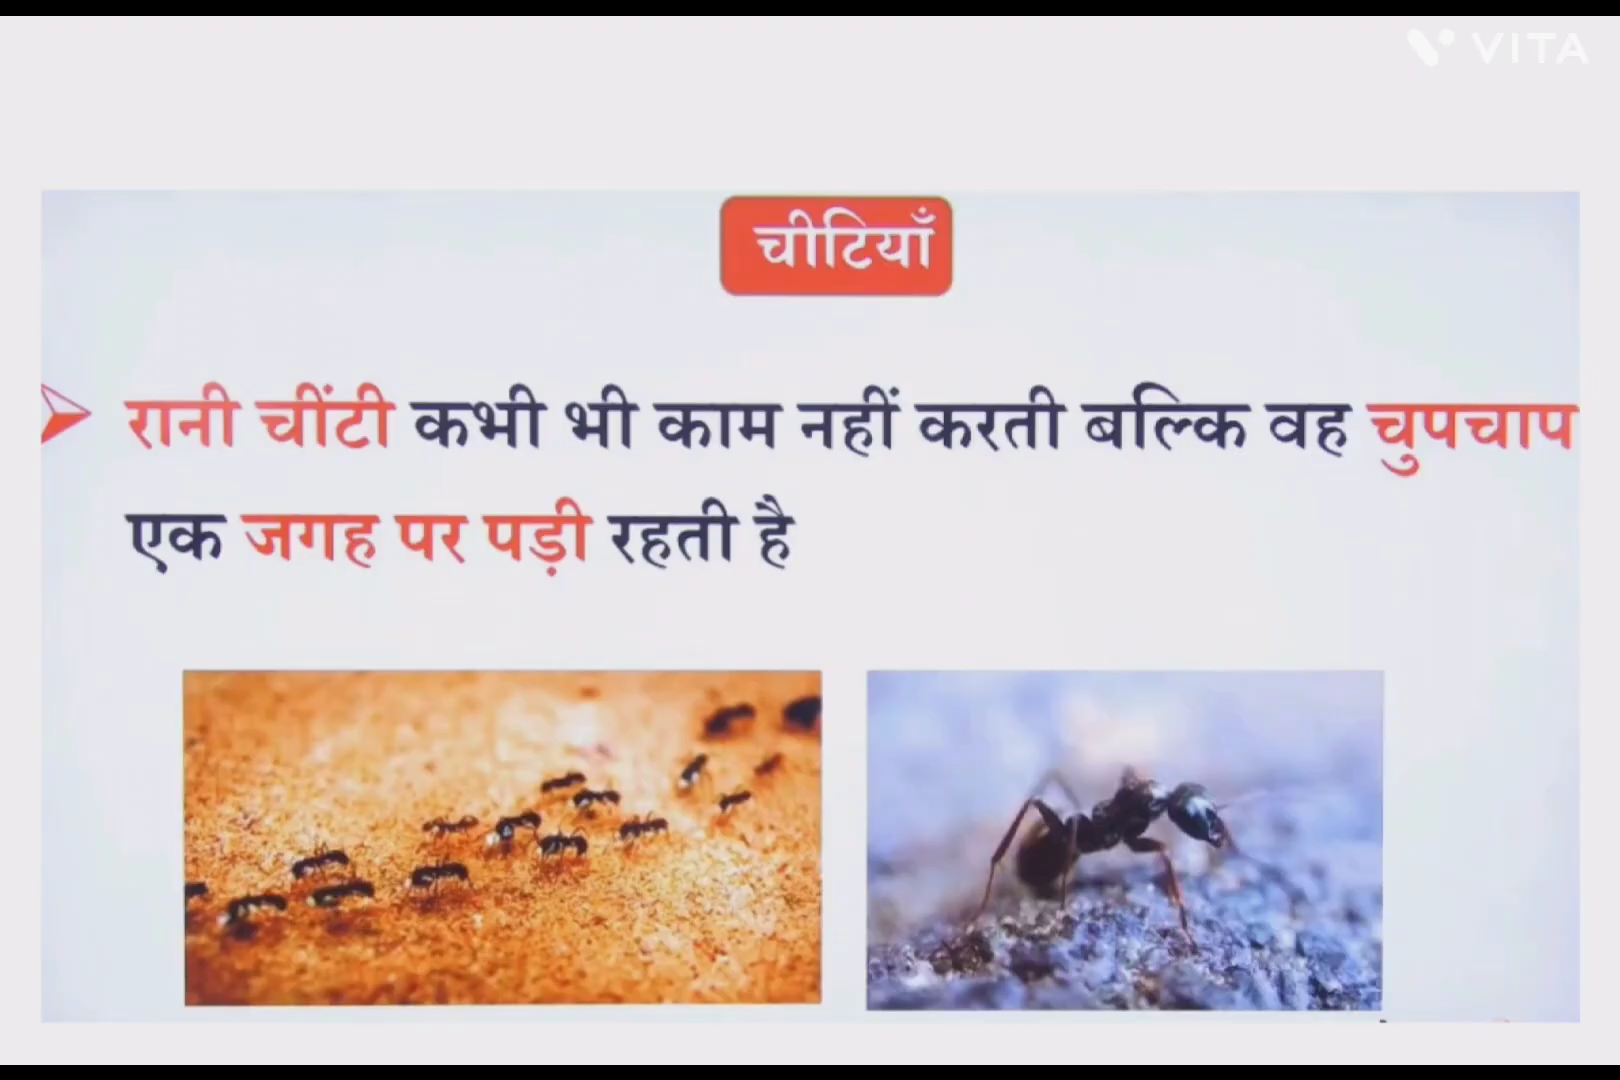 VITA
चीटियाँ
रानी चींटी कभी भी काम नहीं करती बल्कि वह चुपचाप
एक जगह पर पड़ी रहती है